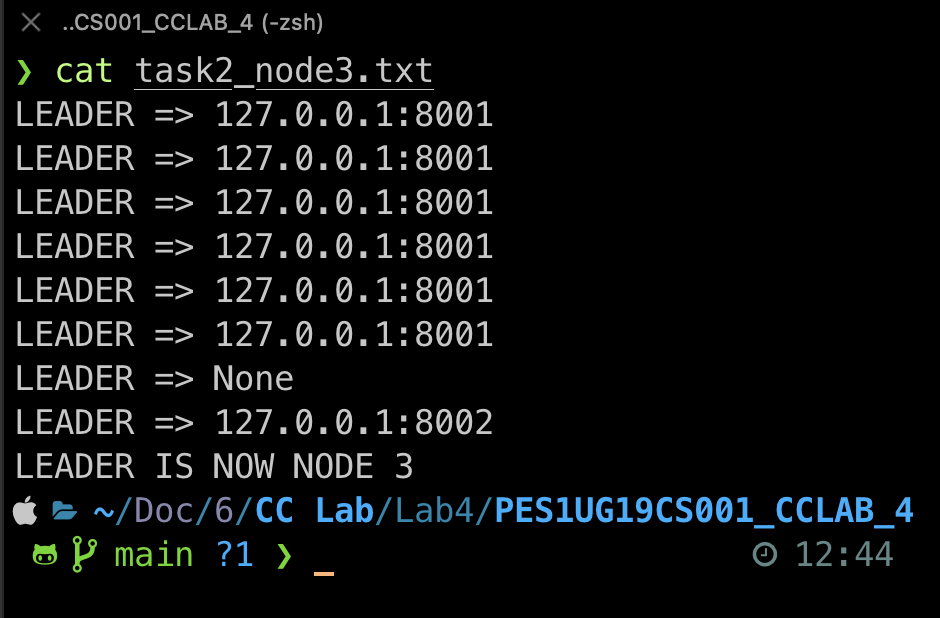 ..CS001_CCLAB_4 (-zsh)
❯ cat task2_node3.txt
LEADER => 127.0.0.1:8001
LEADER => 127.0.0.1:8001
LEADER => 127.0.0.1:8001
LEADER => 127.0.0.1:8001
LEADER => 127.0.0.1:8001
LEADER => 127.0.0.1:8001
LEADER => None
LEADER => 127.0.0.1:8002
LEADER IS NOW NODE 3
~/Doc/6/CC Lab/Lab4/PES1UG19CS001_CCLAB_4
main ?1 ❯ _ 12:44